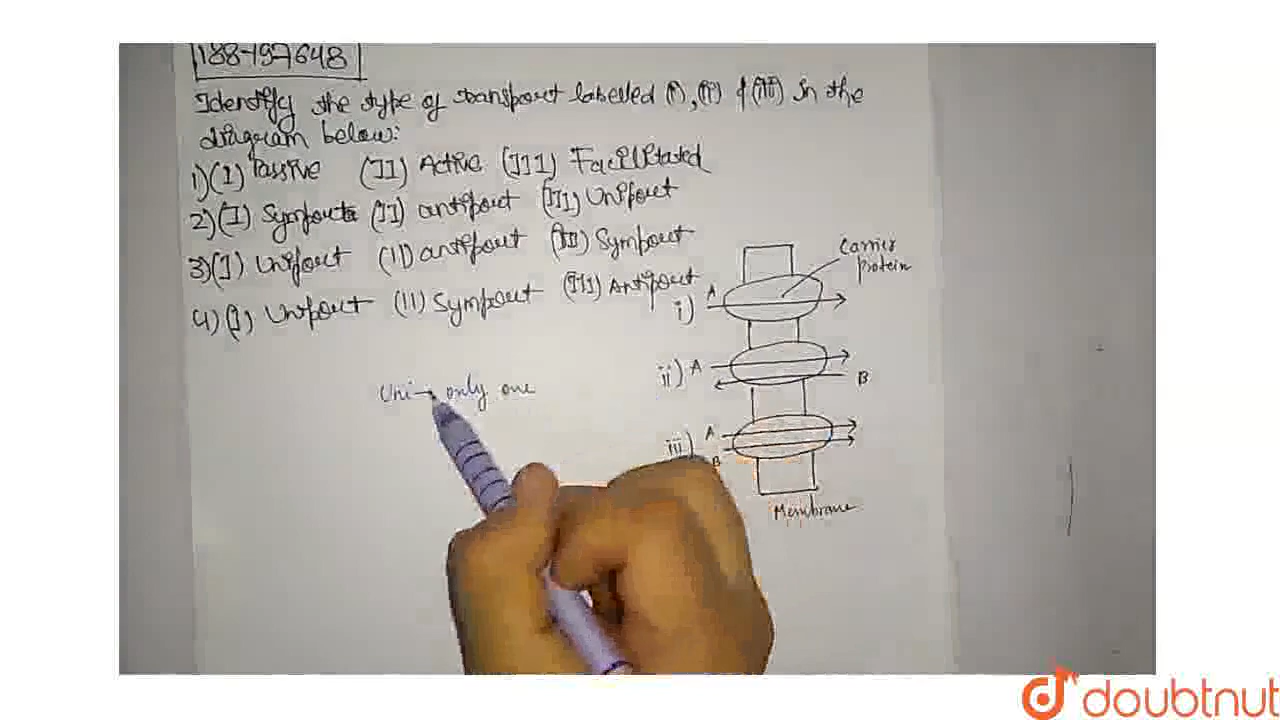 188-197648
Identify the type of transport labelled (i), (ii) & (iii) in the
diagram below:
1) (I) Passive (II) Active (III) Facilitated
2) (I) Symport (II) antiport (III) Uniport
3) (I) Uniport (II) antiport (III) Symport
4) (I) Uniport (II) Symport (III) Antiport
Carrier
protein
i) A
ii) A
B
iii) A
B
Membrane
Uni → only one
doubtnut